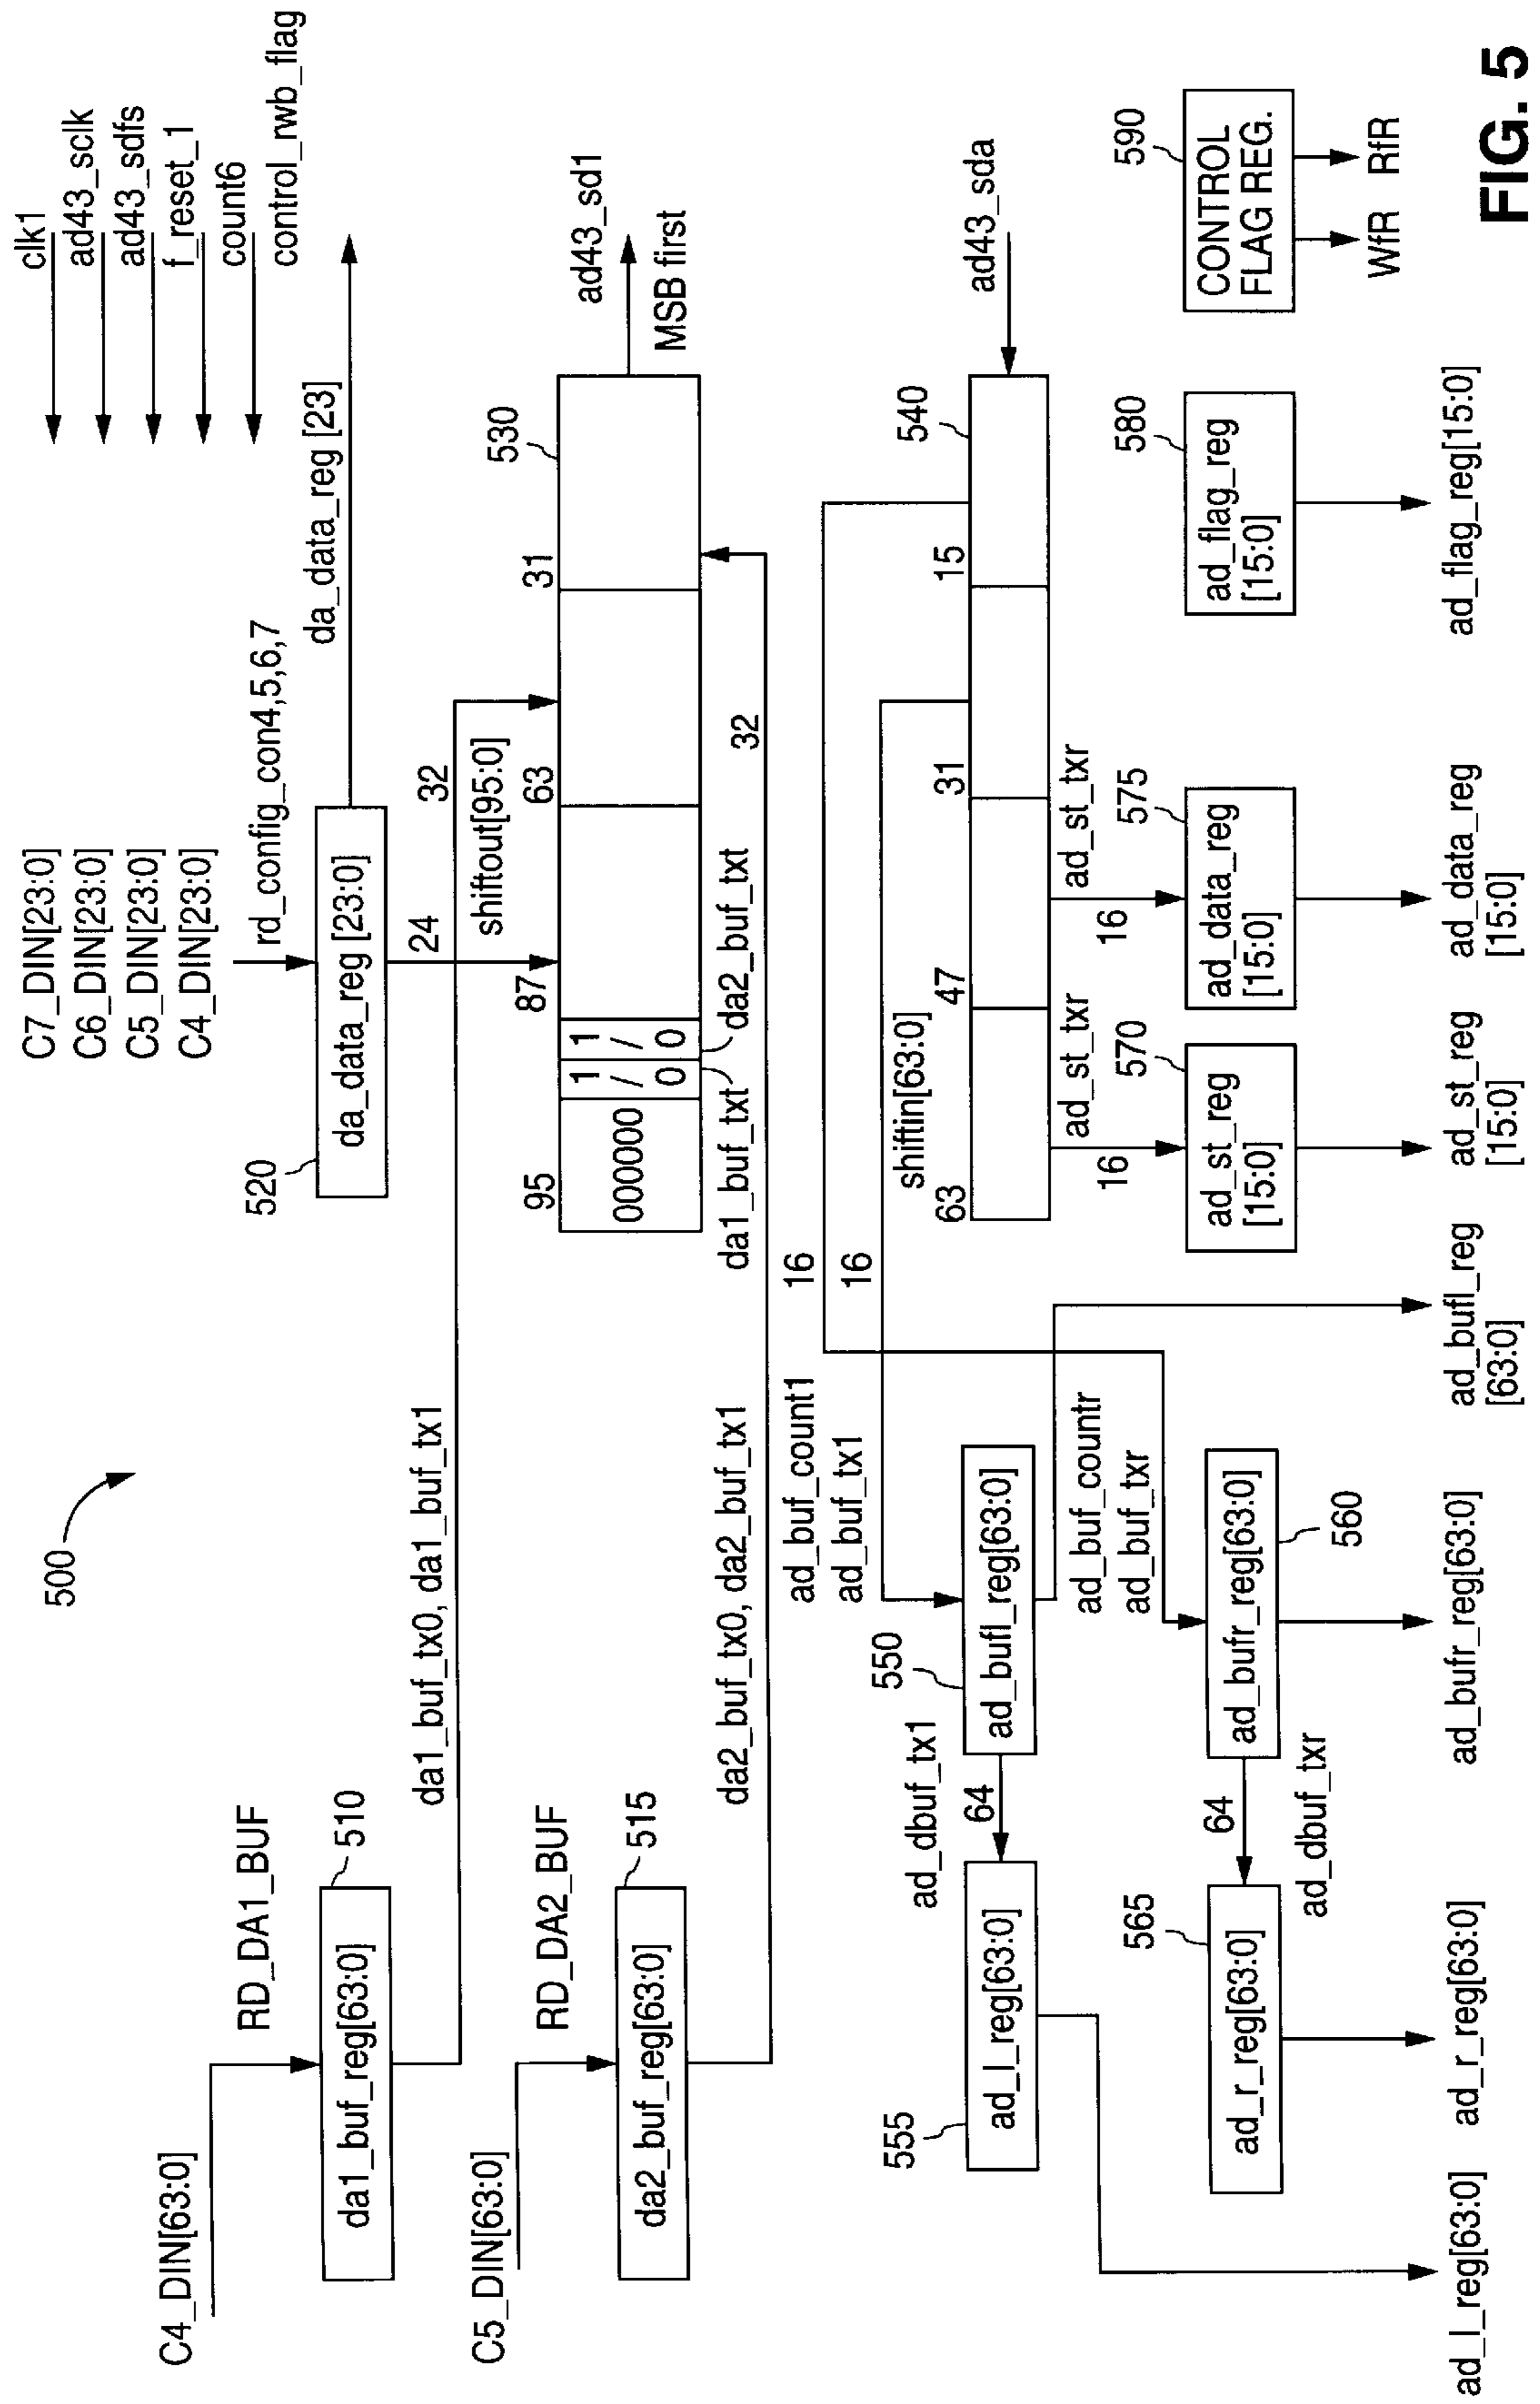 500
clk1
ad43_sclk
ad43_sdfs
f_reset_1
count6
control_rwb_flag
C7_DIN[23:0]
C6_DIN[23:0]
C5_DIN[23:0]
C4_DIN[23:0]
rd_config_con4,5,6,7
C4_DIN[63:0]
RD_DA1_BUF
510
da1_buf_reg[63:0]
520
da_data_reg [23:0]
da_data_reg [23]
da1_buf_tx0, da1_buf_tx1
24
32
shiftout[95:0]
C5_DIN[63:0]
RD_DA2_BUF
515
da2_buf_reg[63:0]
95
87
63
31
530
000000
1/0
1/0
ad43_sd1
MSB first
da1_buf_txt
da2_buf_txt
da2_buf_tx0, da2_buf_tx1
32
16
16
ad_buf_count1
ad_buf_tx1
shiftin[63:0]
63
47
31
15
540
ad43_sda
550
ad_dbuf_tx1
555
ad_l_reg[63:0]
64
ad_bufl_reg[63:0]
ad_buf_countr
ad_buf_txr
16
ad_st_txr
16
ad_st_txr
565
ad_r_reg[63:0]
64
ad_dbuf_txr
ad_bufr_reg[63:0]
560
570
ad_st_reg
[15:0]
575
ad_data_reg
[15:0]
580
ad_flag_reg
[15:0]
590
CONTROL
FLAG REG.
WfR
RfR
ad_l_reg[63:0]
ad_r_reg[63:0]
ad_bufr_reg[63:0]
ad_bufl_reg
[63:0]
ad_st_reg
[15:0]
ad_data_reg
[15:0]
ad_flag_reg[15:0]
FIG. 5